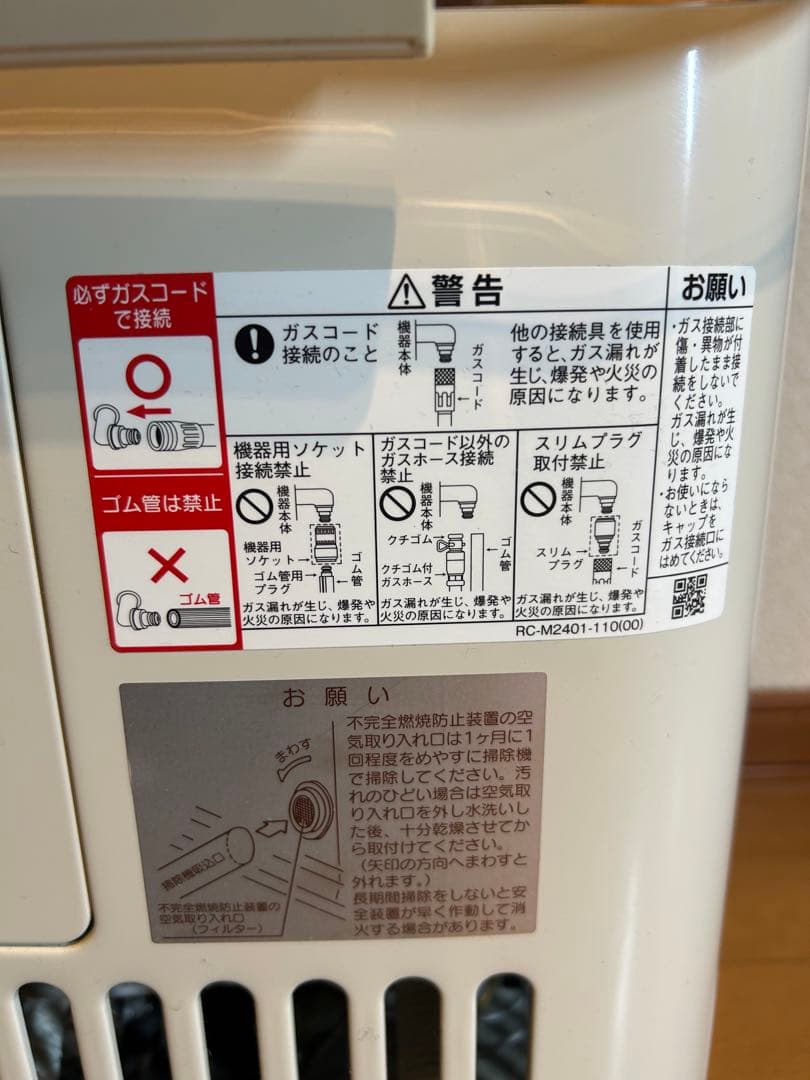 必ずガスコード
で接続
ゴム管は禁止
ゴム管
警告
ガスコード
接続のこと
機器本体
ガスコード
他の接続具を使用
すると、ガス漏れが
生じ、爆発や火災の
原因になります。
機器用ソケット
接続禁止
機器本体
機器用
ソケット
ゴム管用
プラグ
ゴム管
ガス漏れが生じ、爆発や
火災の原因になります。
ガスコード以外の
ガスホース接続
禁止
機器本体
クチゴム
クチゴム付
ガスホース
ゴム管
ガス漏れが生じ、爆発や
火災の原因になります。
スリムプラグ
取付禁止
機器本体
スリム
プラグ
ガスコード
ガス漏れが生じ、爆発や
火災の原因になります。
RC-M2401-110(00)
お願い
・ガス接続部に
傷・異物が付
着したまま接
続をしないで
ください。
ガス漏れが生
じ、爆発や火
災の原因にな
ります。
・お使いになら
ないときは、
キャップを
ガス接続口に
はめてください。
お願い
まわす
掃除機吸込口
不完全燃焼防止装置の
空気取り入れ口
(フィルター)
不完全燃焼防止装置の空
気取り入れ口は1ヶ月に1
回程度をめやすに掃除機
で掃除してください。汚
れのひどい場合は空気取
り入れ口を外し水洗いし
た後、十分乾燥させてか
ら取付けてください。
(矢印の方向へまわすと
外れます。)
長期間掃除をしないと安
全装置が早く作動して消
火する場合があります。